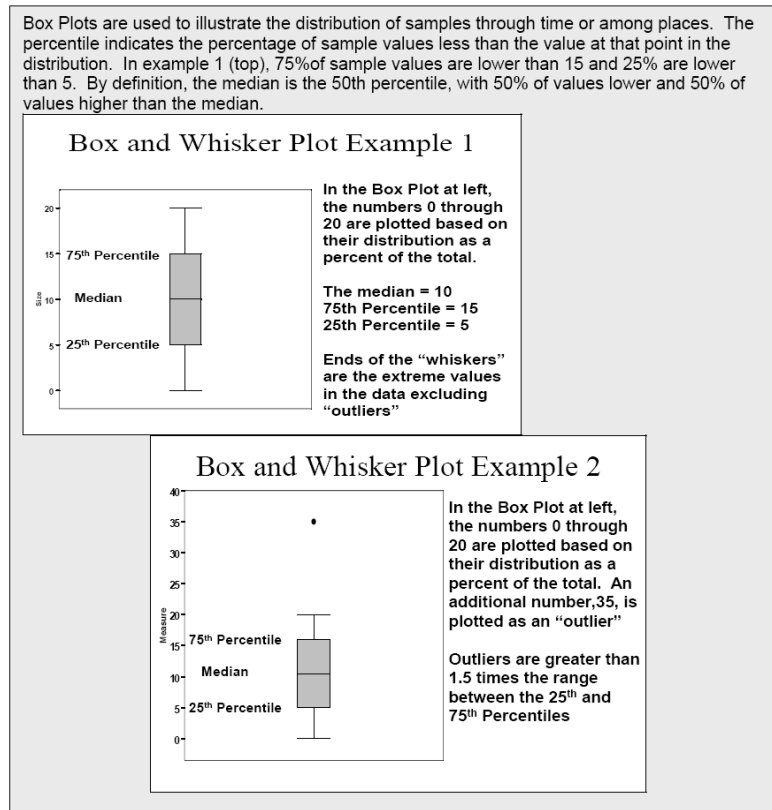 Box Plots are used to illustrate the distribution of samples through time or among places.  The
percentile indicates the percentage of sample values less than the value at that point in the
distribution.  In example 1 (top), 75%of sample values are lower than 15 and 25% are lower
than 5.  By definition, the median is the 50th percentile, with 50% of values lower and 50% of
values higher than the median.
Box and Whisker Plot Example 1
20
15
10
5
0
Size
75th Percentile
Median
25th Percentile
In the Box Plot at left,
the numbers 0 through
20 are plotted based on
their distribution as a
percent of the total.
The median = 10
75th Percentile = 15
25th Percentile = 5
Ends of the “whiskers”
are the extreme values
in the data excluding
“outliers”
Box and Whisker Plot Example 2
40
35
30
25
20
15
10
5
0
Measure
75th Percentile
Median
25th Percentile
In the Box Plot at left,
the numbers 0 through
20 are plotted based on
their distribution as a
percent of the total.  An
additional number,35, is
plotted as an “outlier”
Outliers are greater than
1.5 times the range
between the 25th and
75th Percentiles